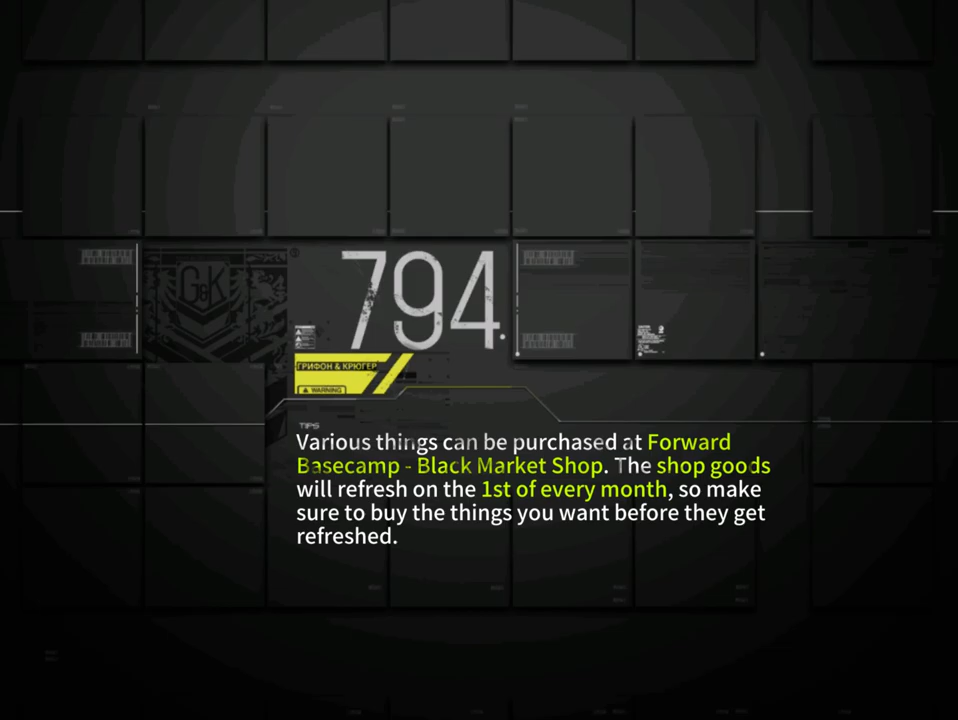 G&K
794.
ГРИФОН & КРЮГЕР
WARNING
TIPS
Various things can be purchased at Forward
Basecamp - Black Market Shop. The shop goods
will refresh on the 1st of every month, so make
sure to buy the things you want before they get
refreshed.